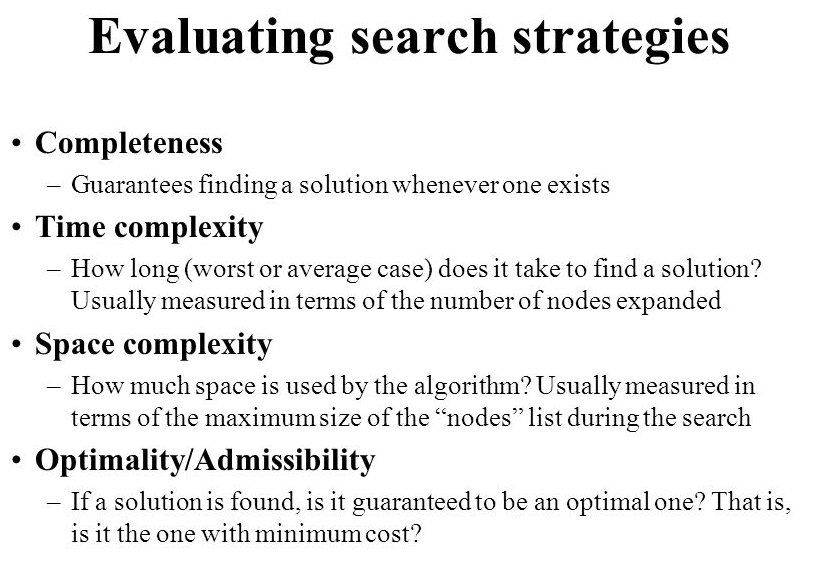 Evaluating search strategies
• Completeness
– Guarantees finding a solution whenever one exists
• Time complexity
– How long (worst or average case) does it take to find a solution?
Usually measured in terms of the number of nodes expanded
• Space complexity
– How much space is used by the algorithm? Usually measured in
terms of the maximum size of the “nodes” list during the search
• Optimality/Admissibility
– If a solution is found, is it guaranteed to be an optimal one? That is,
is it the one with minimum cost?